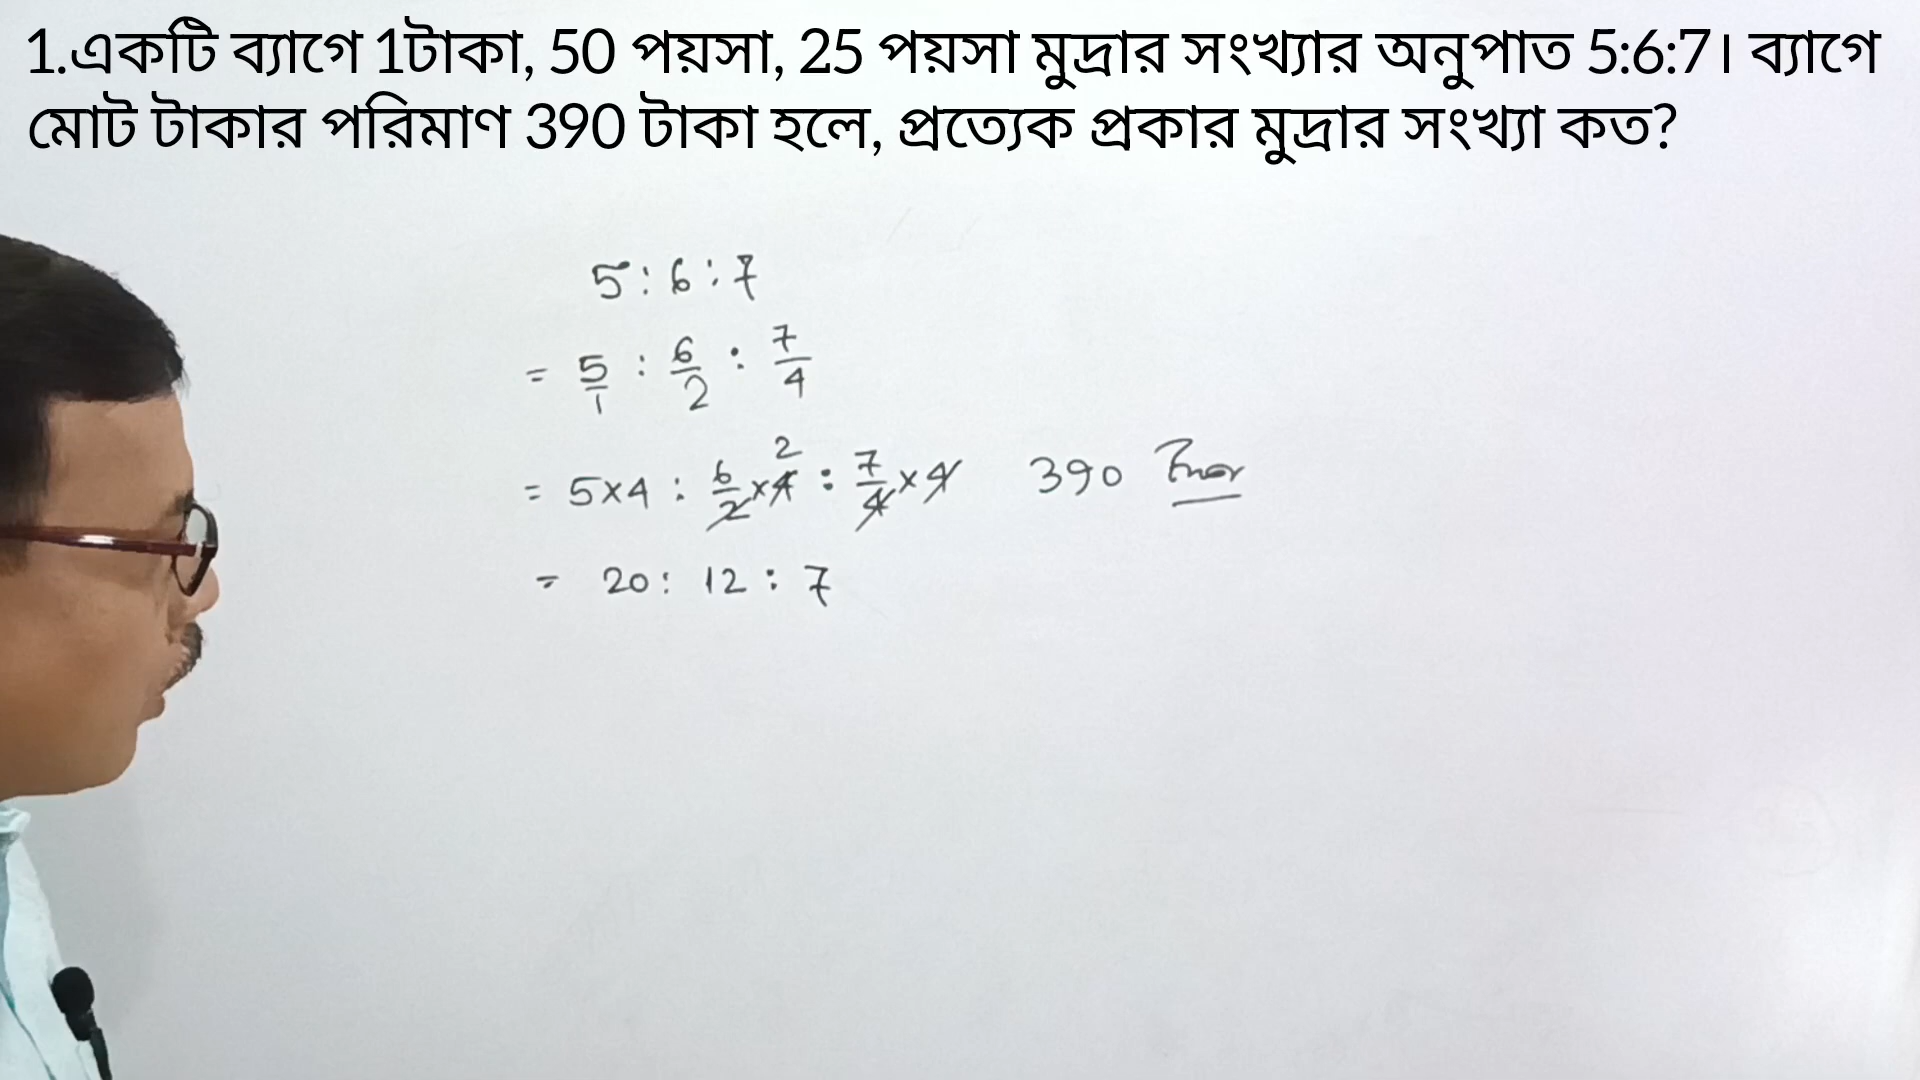 1.একটি ব্যাগে 1টাকা, 50 পয়সা, 25 পয়সা মুদ্রার সংখ্যার অনুপাত 5:6:7। ব্যাগে
মোট টাকার পরিমাণ 390 টাকা হলে, প্রত্যেক প্রকার মুদ্রার সংখ্যা কত?
5 : 6 : 7
= 5/1 : 6/2 : 7/4
= 5×4 : 6/2×4 2 : 7/4×4 390 টাকা
= 20 : 12 : 7